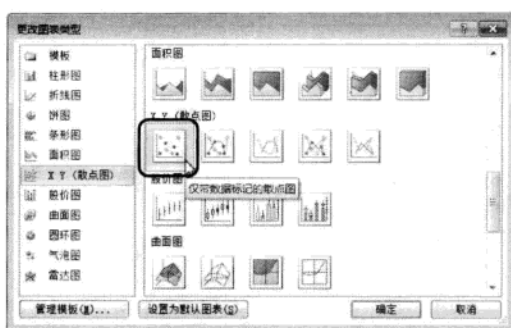 更改图表类型
模板
柱形图
折线图
饼图
条形图
面积图
X Y (散点图)
股价图
曲面图
圆环图
气泡图
雷达图
面积图
X Y (散点图)
仅带数据标记的散点图
股价图
曲面图
管理模板(M)...
设置为默认图表(S)
确定
取消